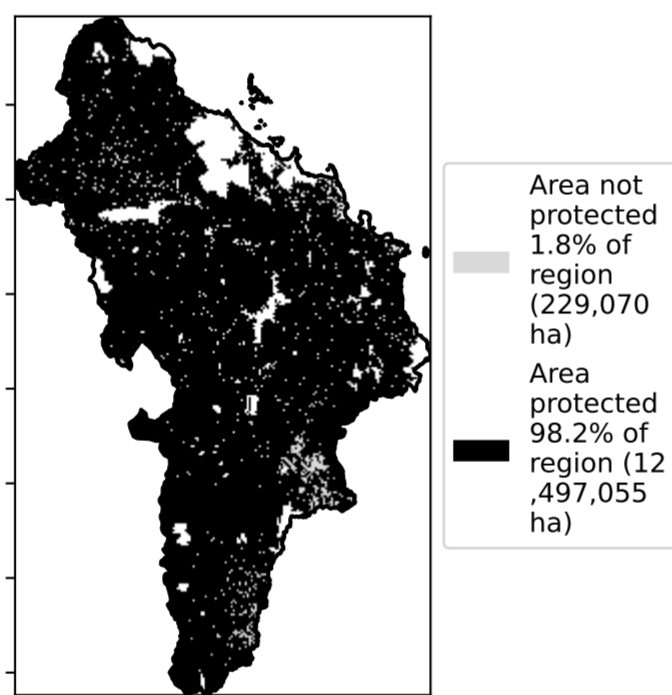 Area not
protected
1.8% of
region
(229,070
ha)
Area
protected
98.2% of
region (12
,497,055
ha)